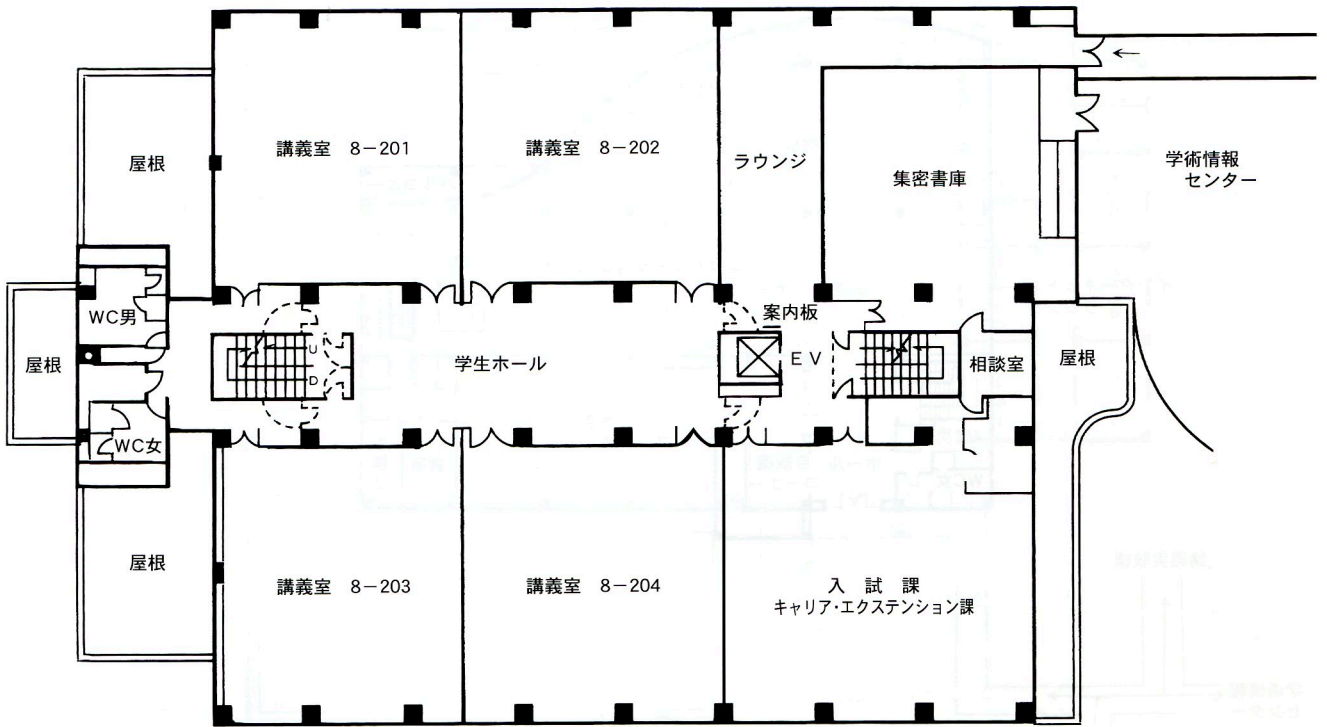 講義室 8-201
講義室 8-202
屋根
ラウンジ
集密書庫
学術情報
センター
WC男
案内板
屋根
U
D
学生ホール
EV
相談室
屋根
WC女
屋根
講義室 8-203
講義室 8-204
入試課
キャリア・エクステンション課